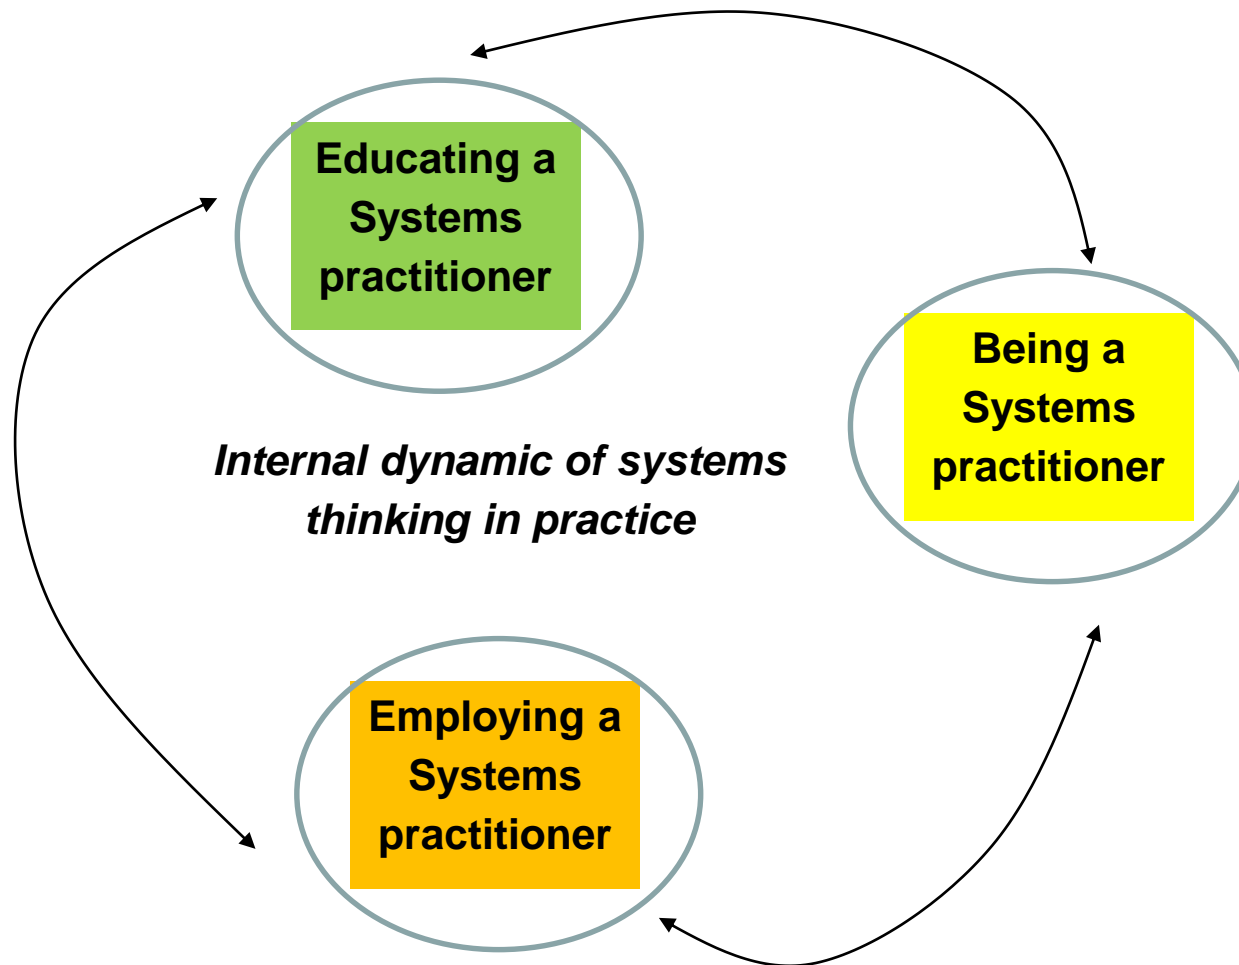 Educating a
Systems
practitioner
Being a
Systems
practitioner
Internal dynamic of systems
thinking in practice
Employing a
Systems
practitioner